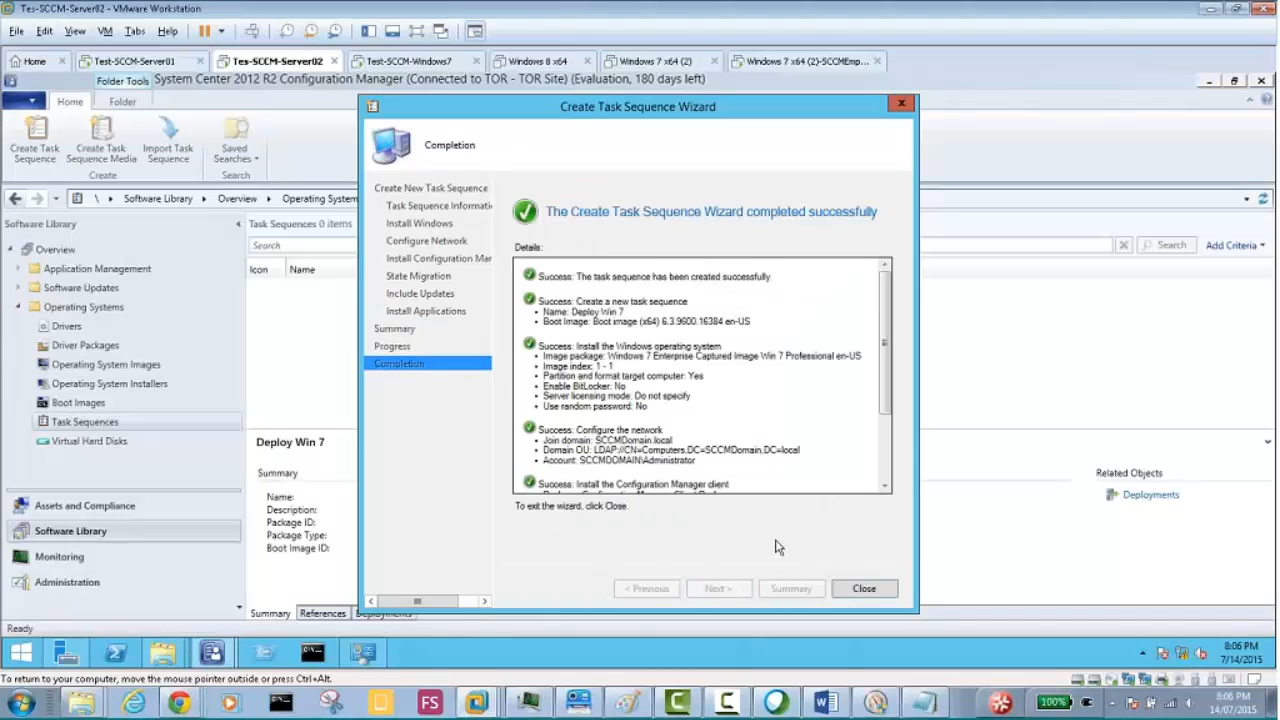 Tes-SCCM-Server02 - VMware Workstation
File Edit View VM Tabs Help
Home Test-SCCM-Server01 Tes-SCCM-Server02 Test-SCCM-Windows7 Windows 8 x64 Windows 7 x64 (2) Windows 7 x64 (2)-SCCMEmp...
Folder Tools System Center 2012 R2 Configuration Manager (Connected to TOR - TOR Site) (Evaluation, 180 days left)
Home Folder
Create Task Sequence
Create Task Sequence Media
Import Task Sequence
Saved Searches
Create Search
\ Software Library Overview Operating System
Software Library
Overview
Application Management
Software Updates
Operating Systems
Drivers
Driver Packages
Operating System Images
Operating System Installers
Boot Images
Task Sequences
Virtual Hard Disks
Assets and Compliance
Software Library
Monitoring
Administration
Task Sequences 0 items
Search Search Add Criteria
Icon Name
Deploy Win 7
Summary
Name:
Description:
Package ID:
Package Type:
Boot Image ID:
Related Objects
Deployments
Summary References Deployments
Create Task Sequence Wizard
Completion
Create New Task Sequence
Task Sequence Informati
Install Windows
Configure Network
Install Configuration Mar
State Migration
Include Updates
Install Applications
Summary
Progress
Completion
The Create Task Sequence Wizard completed successfully
Details:
Success: The task sequence has been created successfully.
Success: Create a new task sequence
• Name: Deploy Win 7
• Boot Image: Boot image (x64) 6.3.9600.16384 en-US
Success: Install the Windows operating system
• Image package: Windows 7 Enterprise Captured Image Win 7 Professional en-US
• Image index: 1 - 1
• Partition and format target computer: Yes
• Enable BitLocker: No
• Server licensing mode: Do not specify
• Use random password: No
Success: Configure the network
• Join domain: SCCMDomain.local
• Domain OU: LDAP://CN=Computers,DC=SCCMDomain,DC=local
• Account: SCCMDOMAIN\Administrator
Success: Install the Configuration Manager client
To exit the wizard, click Close.
< Previous Next > Summary Close
Ready
8:06 PM
7/14/2015
To return to your computer, move the mouse pointer outside or press Ctrl+Alt.
FS
100%
8:06 PM
14/07/2015